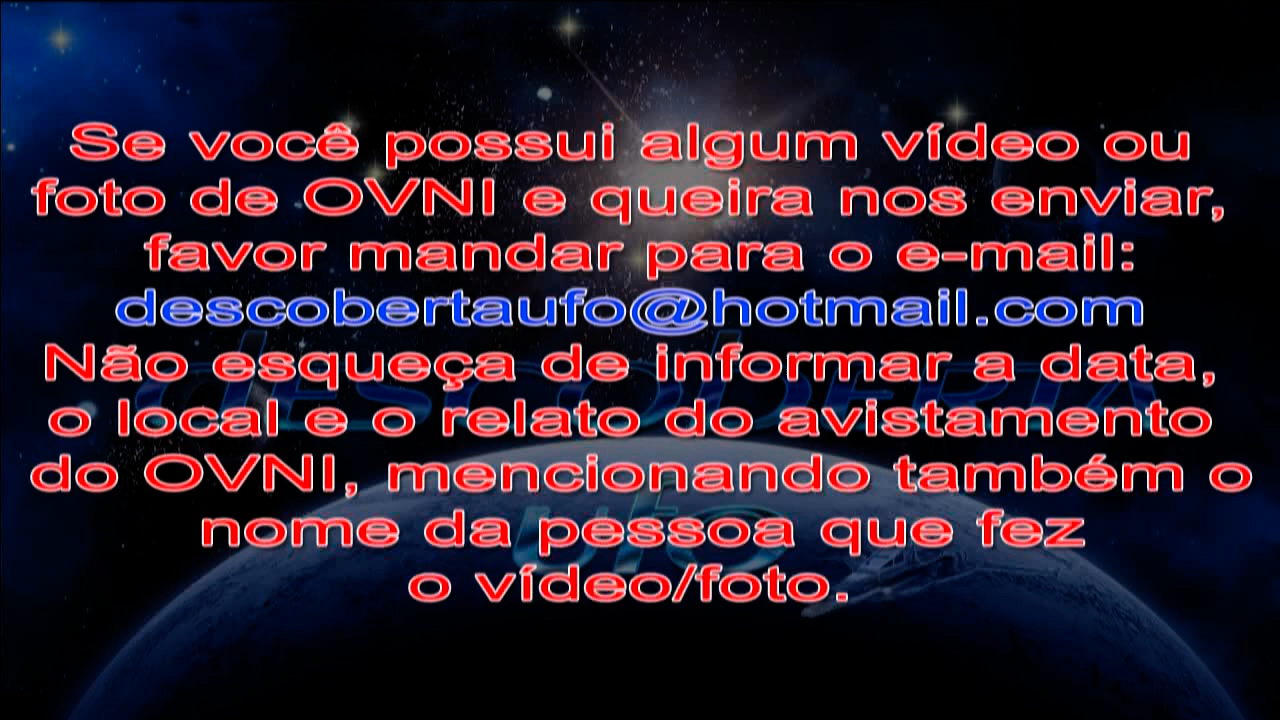 Se você possui algum vídeo ou
foto de OVNI e queira nos enviar,
favor mandar para o e-mail:
descobertaufo@hotmail.com
Não esqueça de informar a data,
o local e o relato do avistamento
do OVNI, mencionando também o
nome da pessoa que fez
o vídeo/foto.
DESCOBERTA
ufo